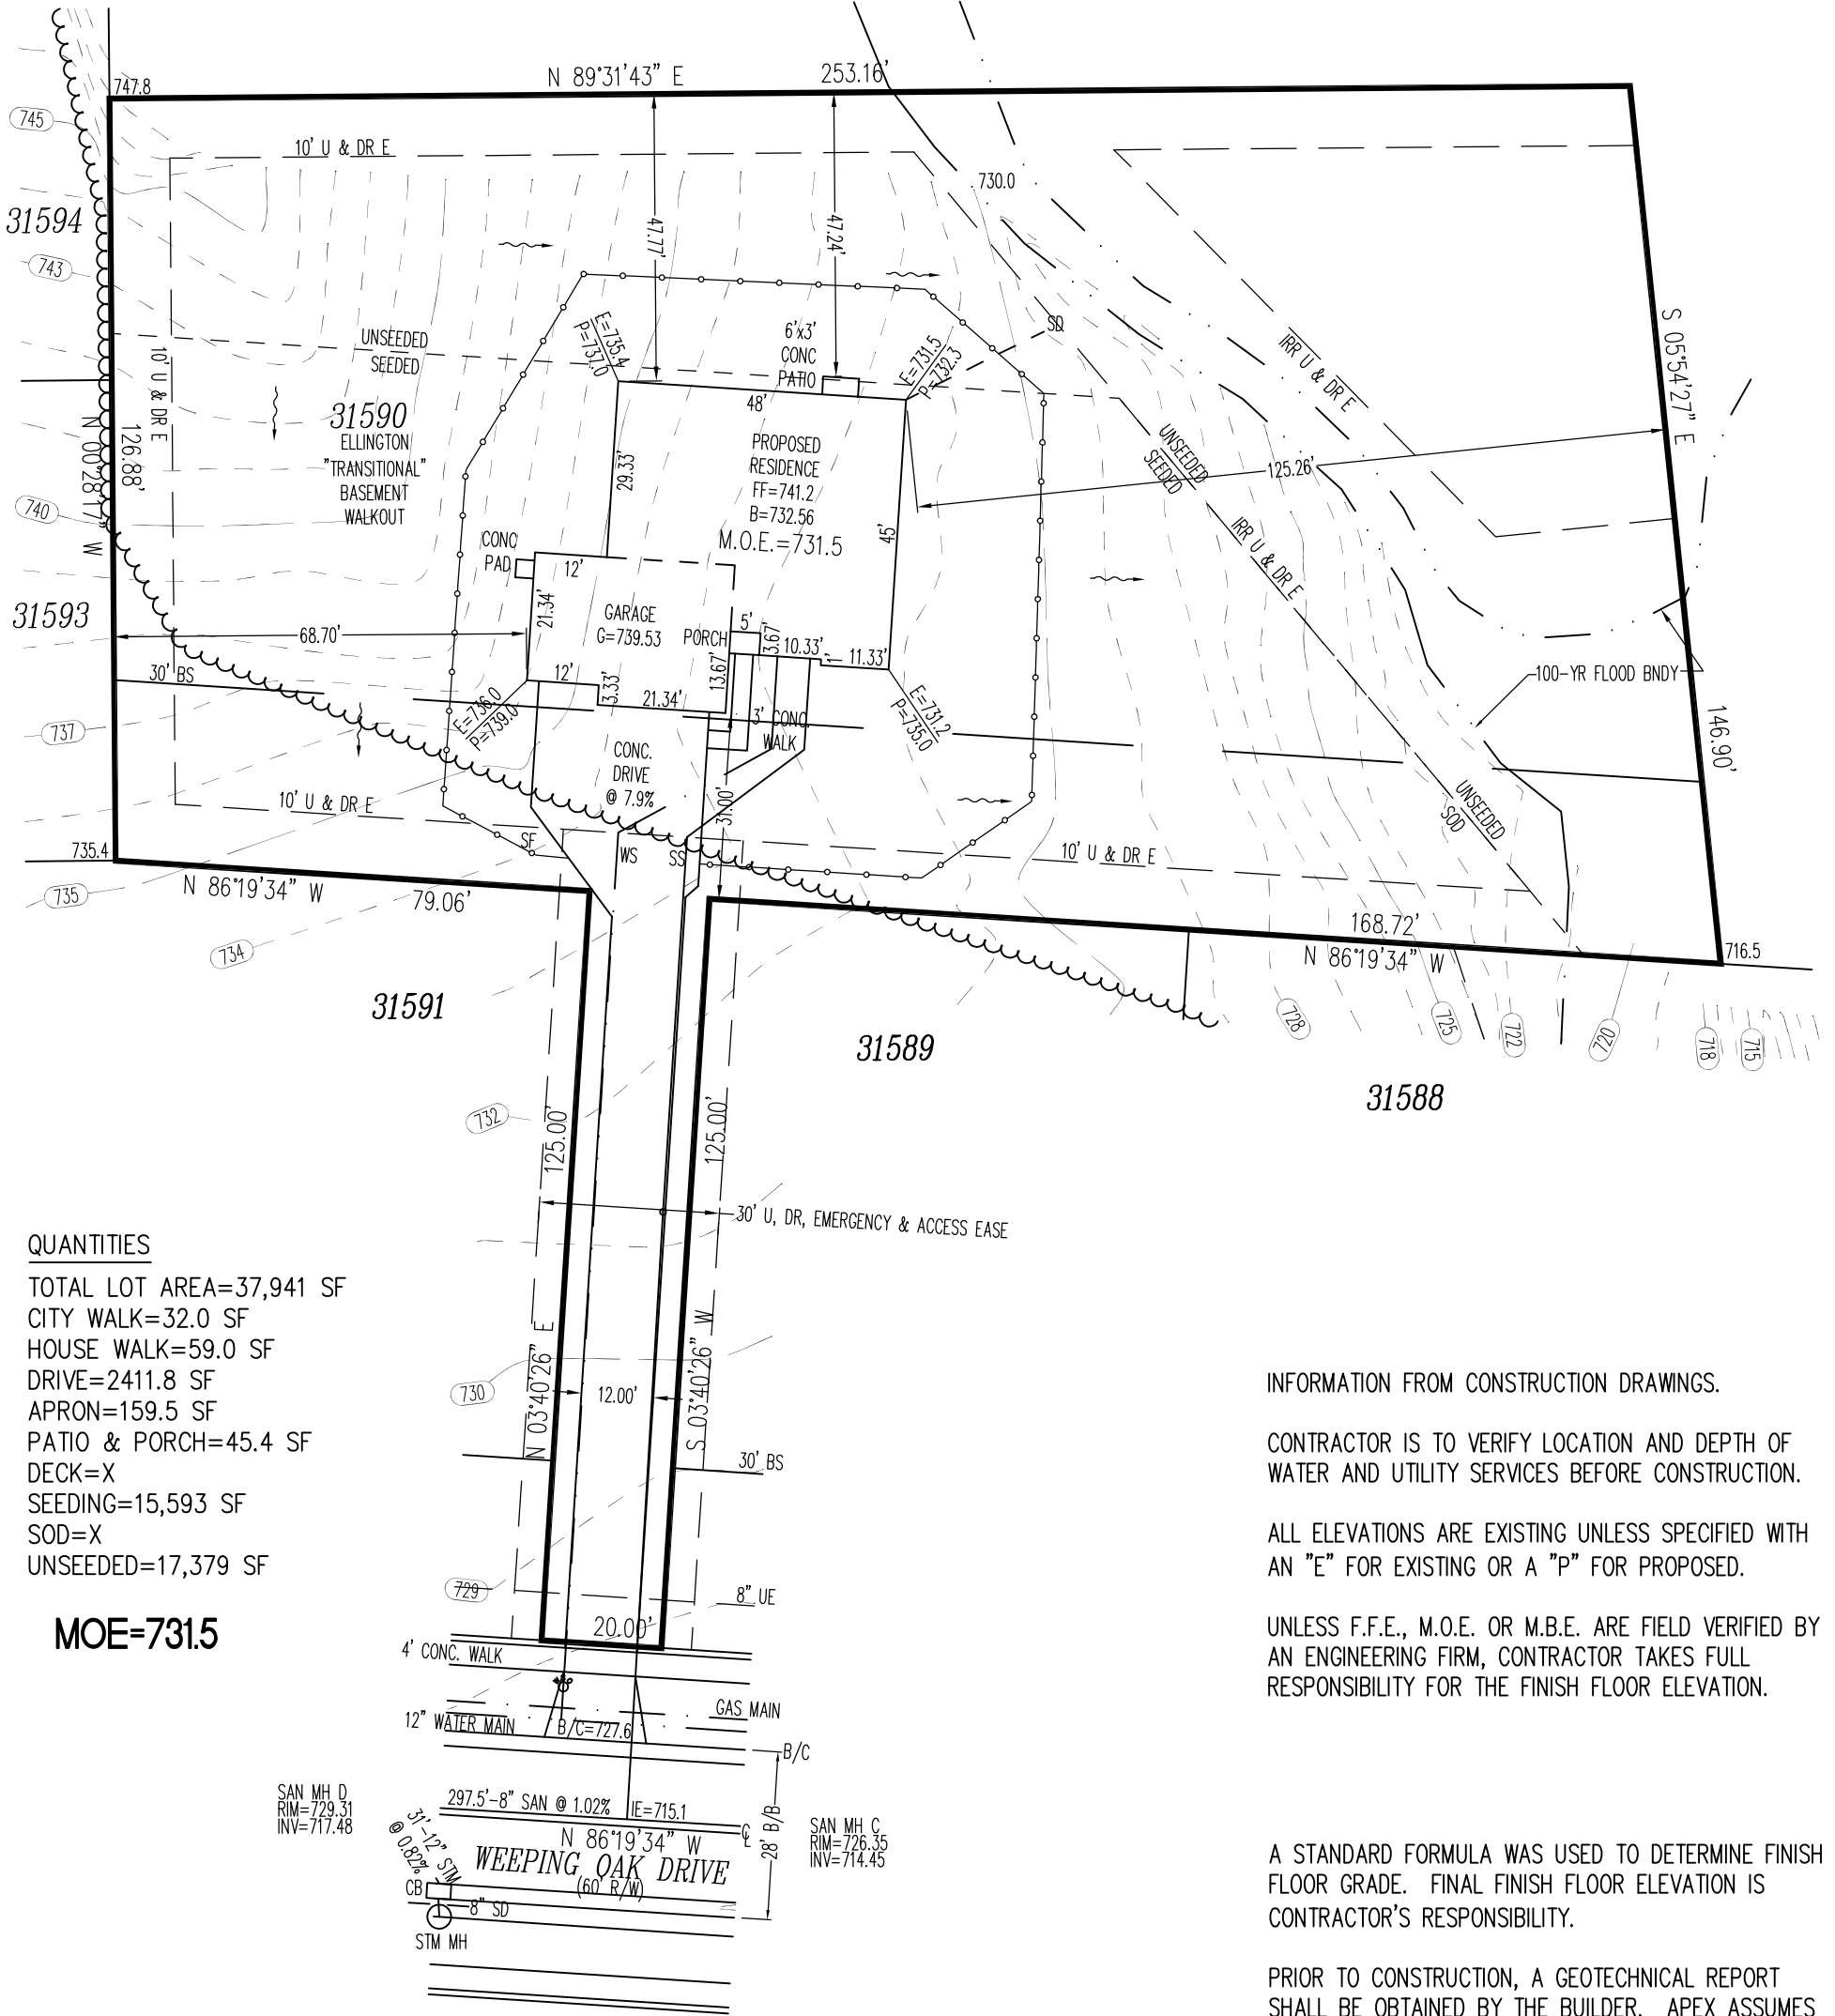 N 89°31'43" E
253.16'
747.8
745
10' U & DR E
730.0
31594
47.77'
47.24'
743
SD
UNSEEDED
SEEDED
10' U & DR E
N 00°28'17" W
126.88'
31590
ELLINGTON
"TRANSITIONAL"
BASEMENT
WALKOUT
E=735.4
P=737.0
6'x3'
CONC
PATIO
E=731.5
P=732.3
IRR U & DR E
S 05°54'27" E
146.90'
48'
29.33'
PROPOSED
RESIDENCE
FF=741.2
B=732.56
M.O.E.=731.5
45'
UNSEEDED
SEEDED
125.26'
740
CONC
PAD
12'
21.34'
GARAGE
G=739.53
PORCH
5'
3.67'
10.33'
1'
11.33'
IRR U & DR E
31593
68.70'
30' BS
12'
3.33'
21.34'
13.67'
100-YR FLOOD BNDY
737
E=736.0
P=739.0
E=731.2
P=735.0
3' CONC.
WALK
CONC.
DRIVE
@ 7.9%
31.00'
UNSEEDED
SOD
10' U & DR E
SF
WS
SS
10' U & DR E
735.4
735
N 86°19'34" W
79.06'
168.72'
N 86°19'34" W
716.5
734
31591
31589
728
725
722
720
718
715
31588
732
125.00'
125.00'
30' U, DR, EMERGENCY & ACCESS EASE
N 03°40'26" E
S 03°40'26" W
730
12.00'
30' BS
729
8" UE
20.00'
4' CONC. WALK
GAS MAIN
12" WATER MAIN
B/C=727.6
B/C
28' B/B
SAN MH D
RIM=729.31
INV=717.48
297.5'-8" SAN @ 1.02%
IE=715.1
SAN MH C
RIM=726.35
INV=714.45
31'-12" STM
@ 0.82%
N 86°19'34" W
WEEPING OAK DRIVE
(60' R/W)
CB
8" SD
STM MH
QUANTITIES
TOTAL LOT AREA=37,941 SF
CITY WALK=32.0 SF
HOUSE WALK=59.0 SF
DRIVE=2411.8 SF
APRON=159.5 SF
PATIO & PORCH=45.4 SF
DECK=X
SEEDING=15,593 SF
SOD=X
UNSEEDED=17,379 SF
MOE=731.5
INFORMATION FROM CONSTRUCTION DRAWINGS.
CONTRACTOR IS TO VERIFY LOCATION AND DEPTH OF
WATER AND UTILITY SERVICES BEFORE CONSTRUCTION.
ALL ELEVATIONS ARE EXISTING UNLESS SPECIFIED WITH
AN "E" FOR EXISTING OR A "P" FOR PROPOSED.
UNLESS F.F.E., M.O.E. OR M.B.E. ARE FIELD VERIFIED BY
AN ENGINEERING FIRM, CONTRACTOR TAKES FULL
RESPONSIBILITY FOR THE FINISH FLOOR ELEVATION.
A STANDARD FORMULA WAS USED TO DETERMINE FINISH
FLOOR GRADE. FINAL FINISH FLOOR ELEVATION IS
CONTRACTOR'S RESPONSIBILITY.
PRIOR TO CONSTRUCTION, A GEOTECHNICAL REPORT
SHALL BE OBTAINED BY THE BUILDER. APEX ASSUMES